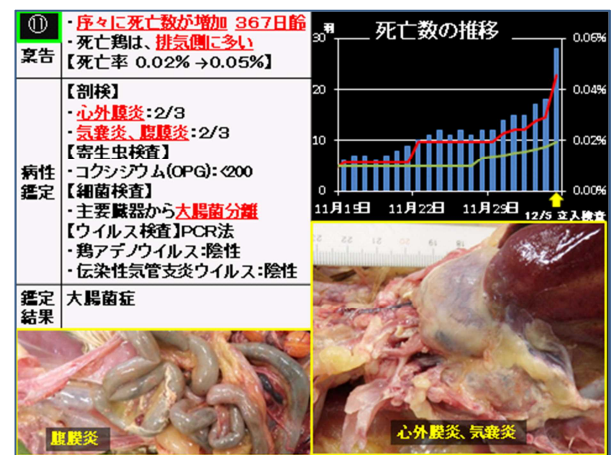 ⑪
稟告
・序々に死亡数が増加 367日齢
・死亡鶏は、排気側に多い
【死亡率 0.02% →0.05%】
病性
鑑定
【剖検】
・心外膜炎:2/3
・気嚢炎、腹膜炎:2/3
【寄生虫検査】
・コクシジウム(OPG):<200
【細菌検査】
・主要臓器から大腸菌分離
【ウイルス検査】PCR法
・鶏アデノウイルス:陰性
・伝染性気管支炎ウイルス:陰性
鑑定
結果
大腸菌症
死亡数の推移
羽
30
20
10
0
0.06%
0.04%
0.02%
0.00%
11月15日 11月22日 11月29日
12/5 立入検査
腹膜炎
心外膜炎、気嚢炎